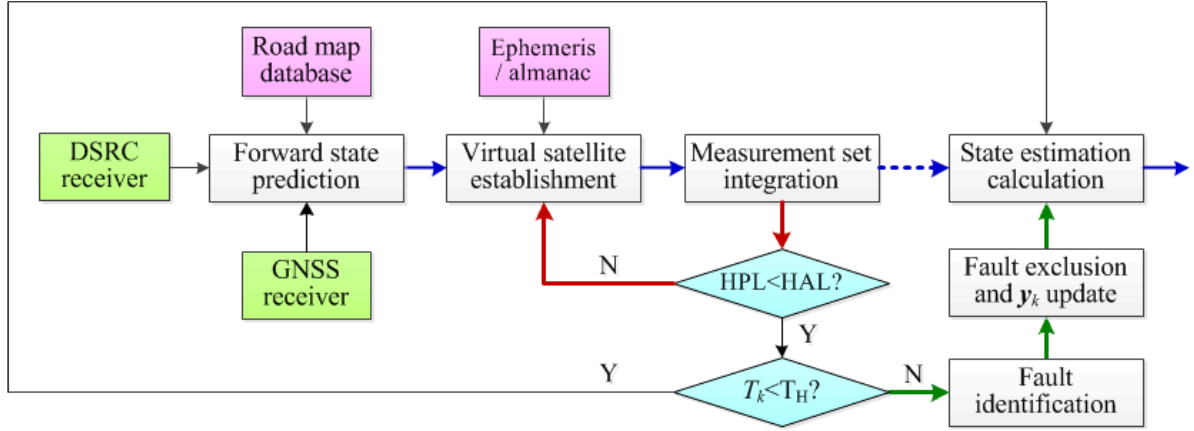 Road map
database
Ephemeris
/ almanac
DSRC
receiver
Forward state
prediction
Virtual satellite
establishment
Measurement set
integration
State estimation
calculation
GNSS
receiver
N
HPL<HAL?
Fault exclusion
and yₖ update
Y
Y
Tₖ<T_H?
N
Fault
identification